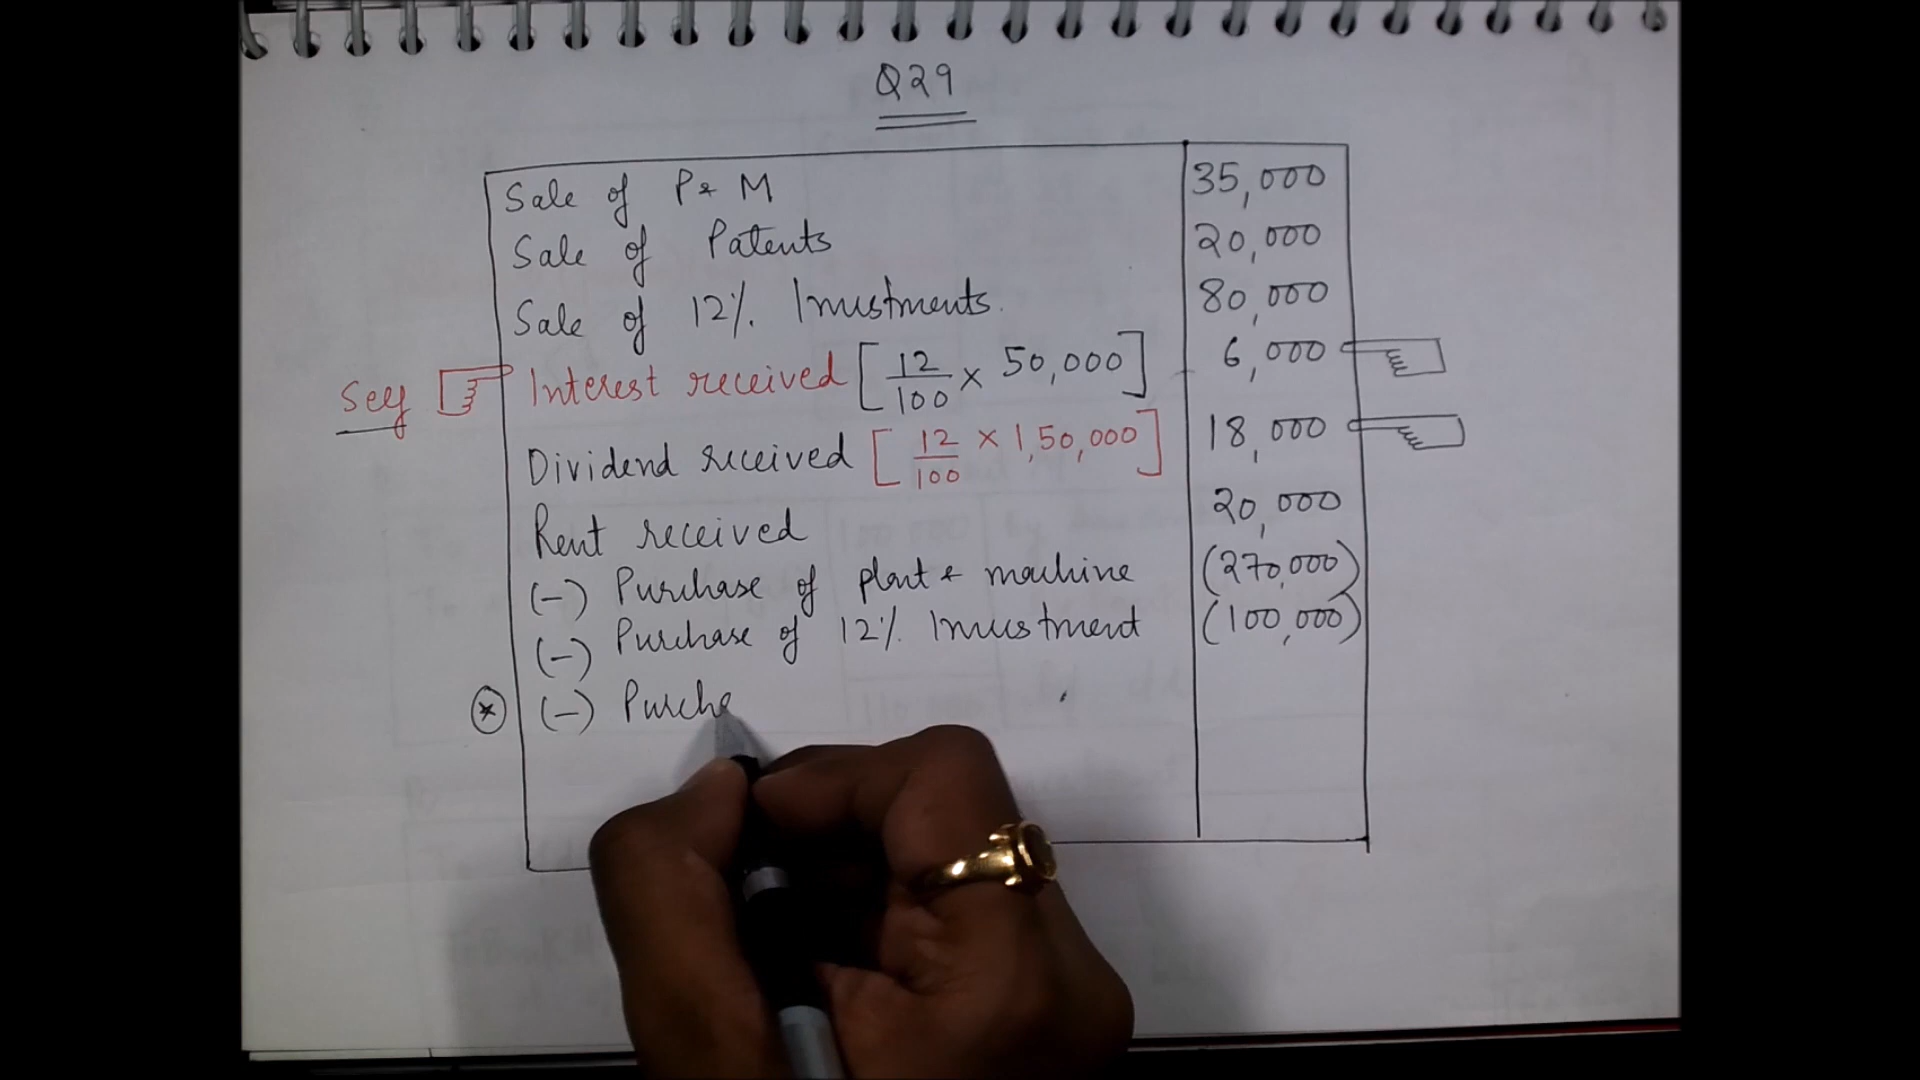 Q29
Sale of P & M 35,000
Sale of Patents 20,000
Sale of 12% Investments. 80,000
Self Interest received [12/100 × 50,000] 6,000
Dividend received [12/100 × 1,50,000] 18,000
Rent received 20,000
(-) Purchase of plant & machine (270,000)
(-) Purchase of 12% Investment (100,000)
(-) Purcha